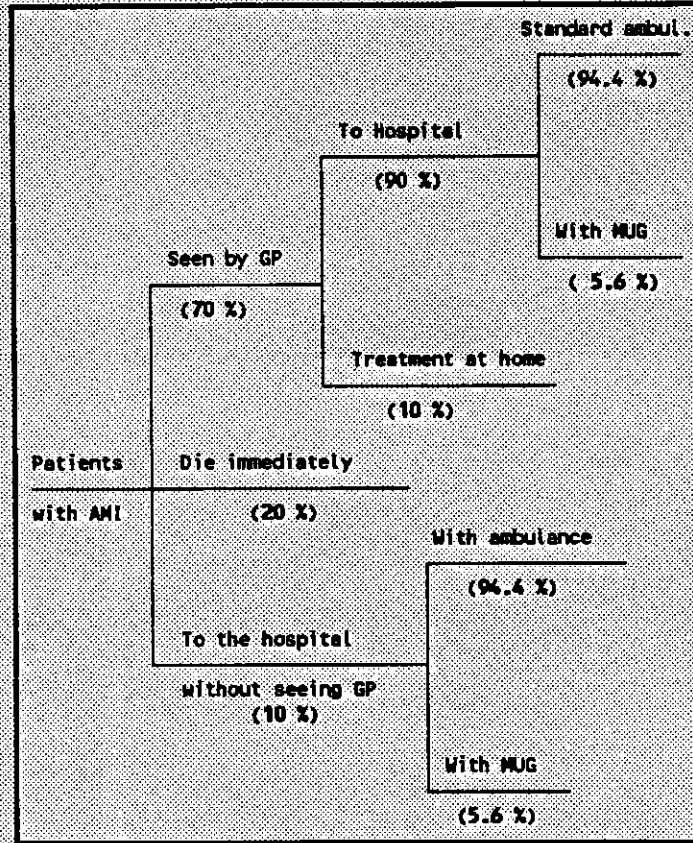 Standard ambul.
(94.4 %)
To Hospital
(90 %)
With MUG
( 5.6 %)
Seen by GP
(70 %)
Treatment at home
(10 %)
Patients
with AMI
Die immediately
(20 %)
With ambulance
(94.4 %)
To the hospital
without seeing GP
(10 %)
With MUG
(5.6 %)